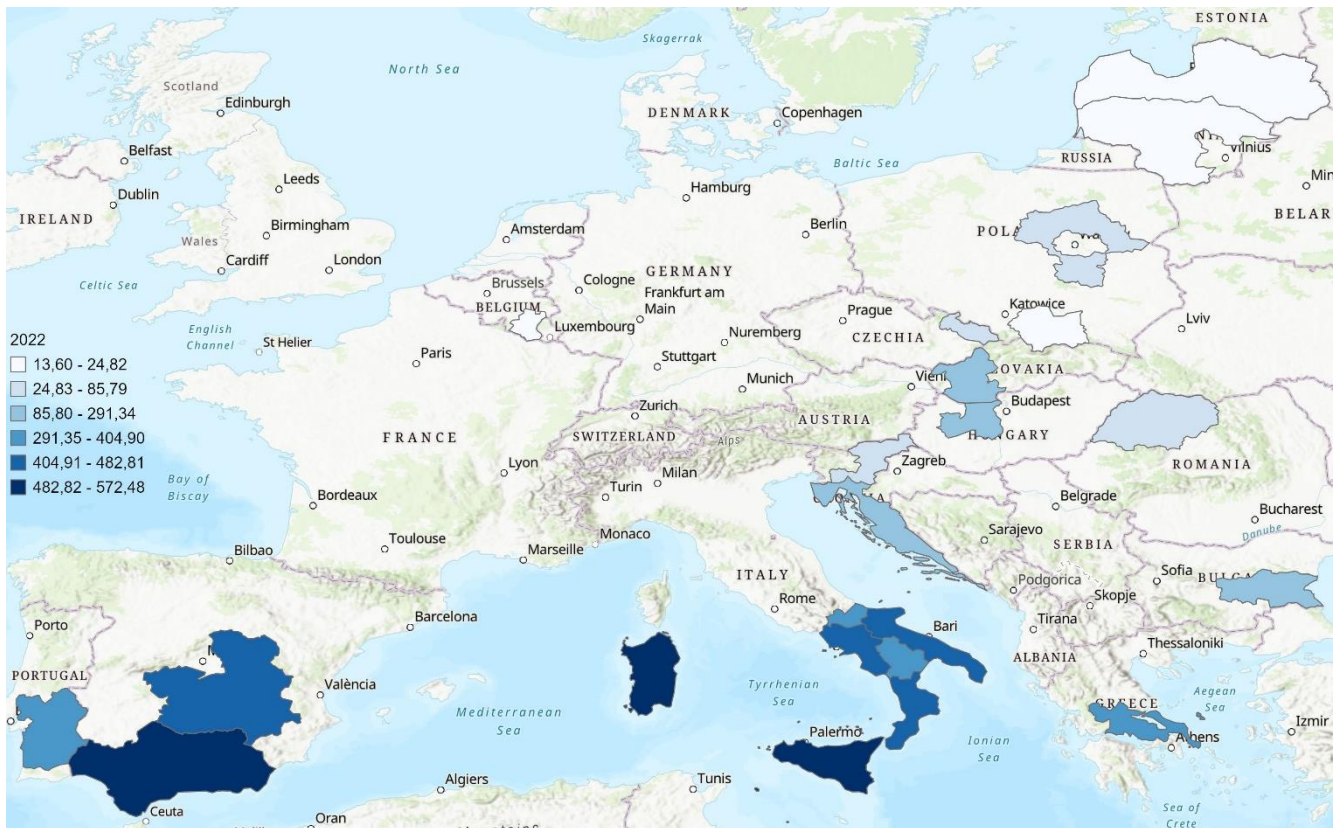 ESTONIA
Skagerrak
North Sea
Scotland
Edinburgh
DENMARK
Copenhagen
Belfast
Baltic Sea
RUSSIA
Vilnius
Leeds
Dublin
Hamburg
IRELAND
Birmingham
Amsterdam
Berlin
BELAR
Wales
Cardiff
London
Cologne
GERMANY
Brussels
Frankfurt am
Main
Celtic Sea
BELGIUM
Luxembourg
Prague
Katowice
Lviv
English
Channel
St Helier
Nuremberg
CZECHIA
Paris
Stuttgart
2022
13,60 - 24,82
24,83 - 85,79
85,80 - 291,34
291,35 - 404,90
404,91 - 482,81
482,82 - 572,48
Munich
OVAKIA
Zurich
Budapest
AUSTRIA
FRANCE
SWITZERLAND
Alps
Zagreb
ROMANIA
Bay of
Biscay
Lyon
Milan
Turin
Belgrade
Bordeaux
Bucharest
Danube
Sarajevo
Toulouse
Monaco
SERBIA
Bilbao
Marseille
ITALY
Podgorica
Sofia
Skopje
Rome
Porto
Barcelona
Bari
Tirana
Thessaloniki
PORTUGAL
ALBANIA
València
Tyrrhenian
Sea
GREECE
Aegean
Sea
Mediterranean
Sea
Palermo
Ionian
Sea
Athens
Izmir
Algiers
Tunis
Ceuta
Oran
Sea of
Crete